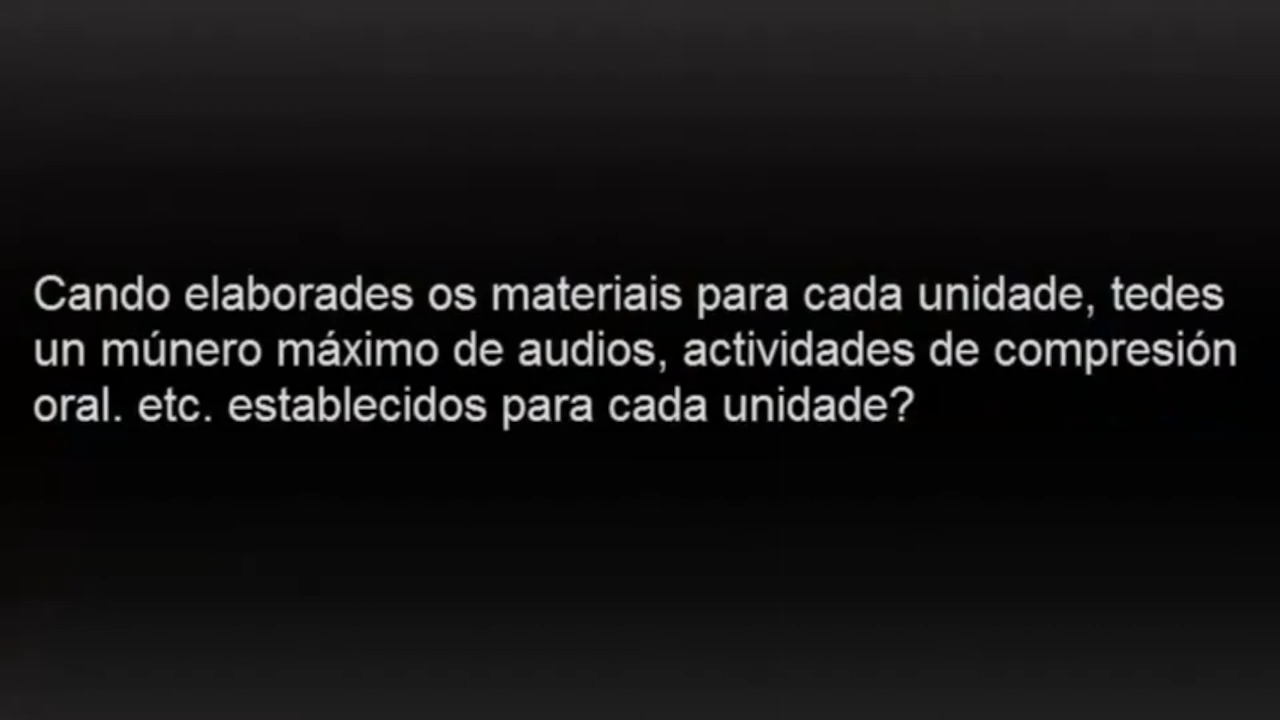 Cando elaborades os materiais para cada unidade, tedes
un múnero máximo de audios, actividades de compresión
oral. etc. establecidos para cada unidade?